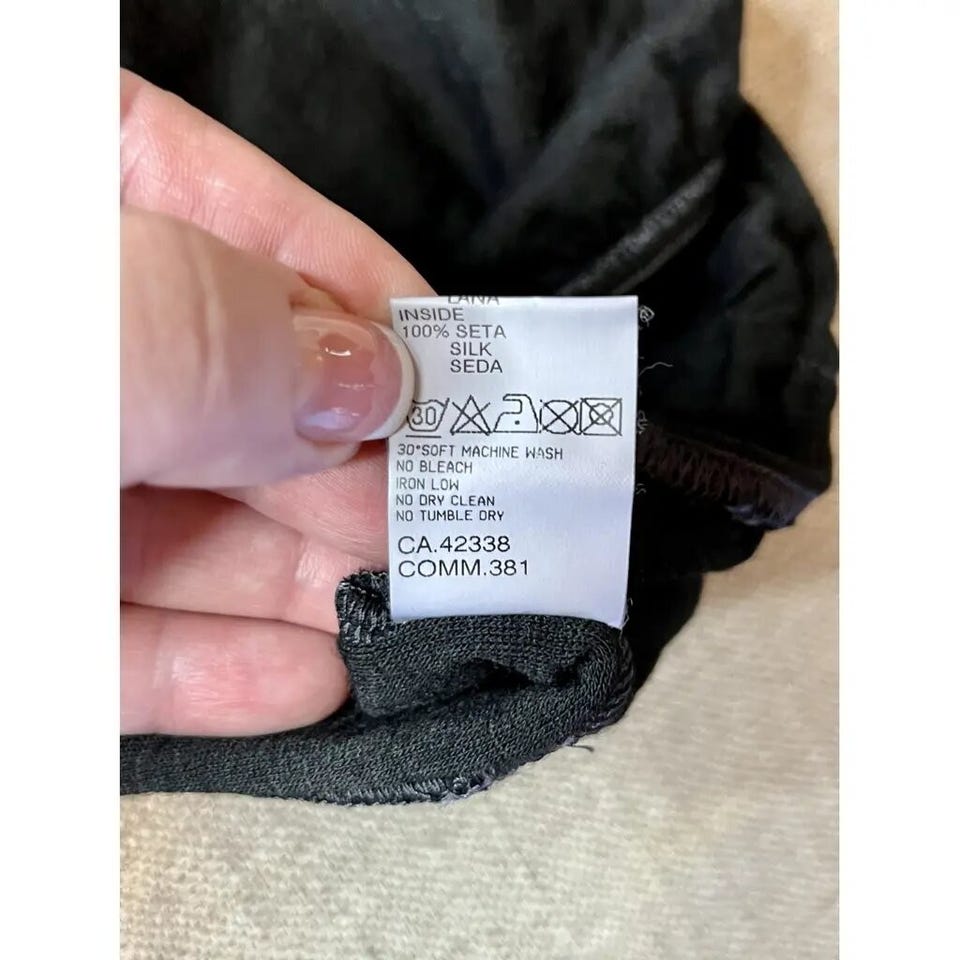 LANA
INSIDE
100% SETA
SILK
SEDA
30
30°SOFT MACHINE WASH
NO BLEACH
IRON LOW
NO DRY CLEAN
NO TUMBLE DRY
CA.42338
COMM.381